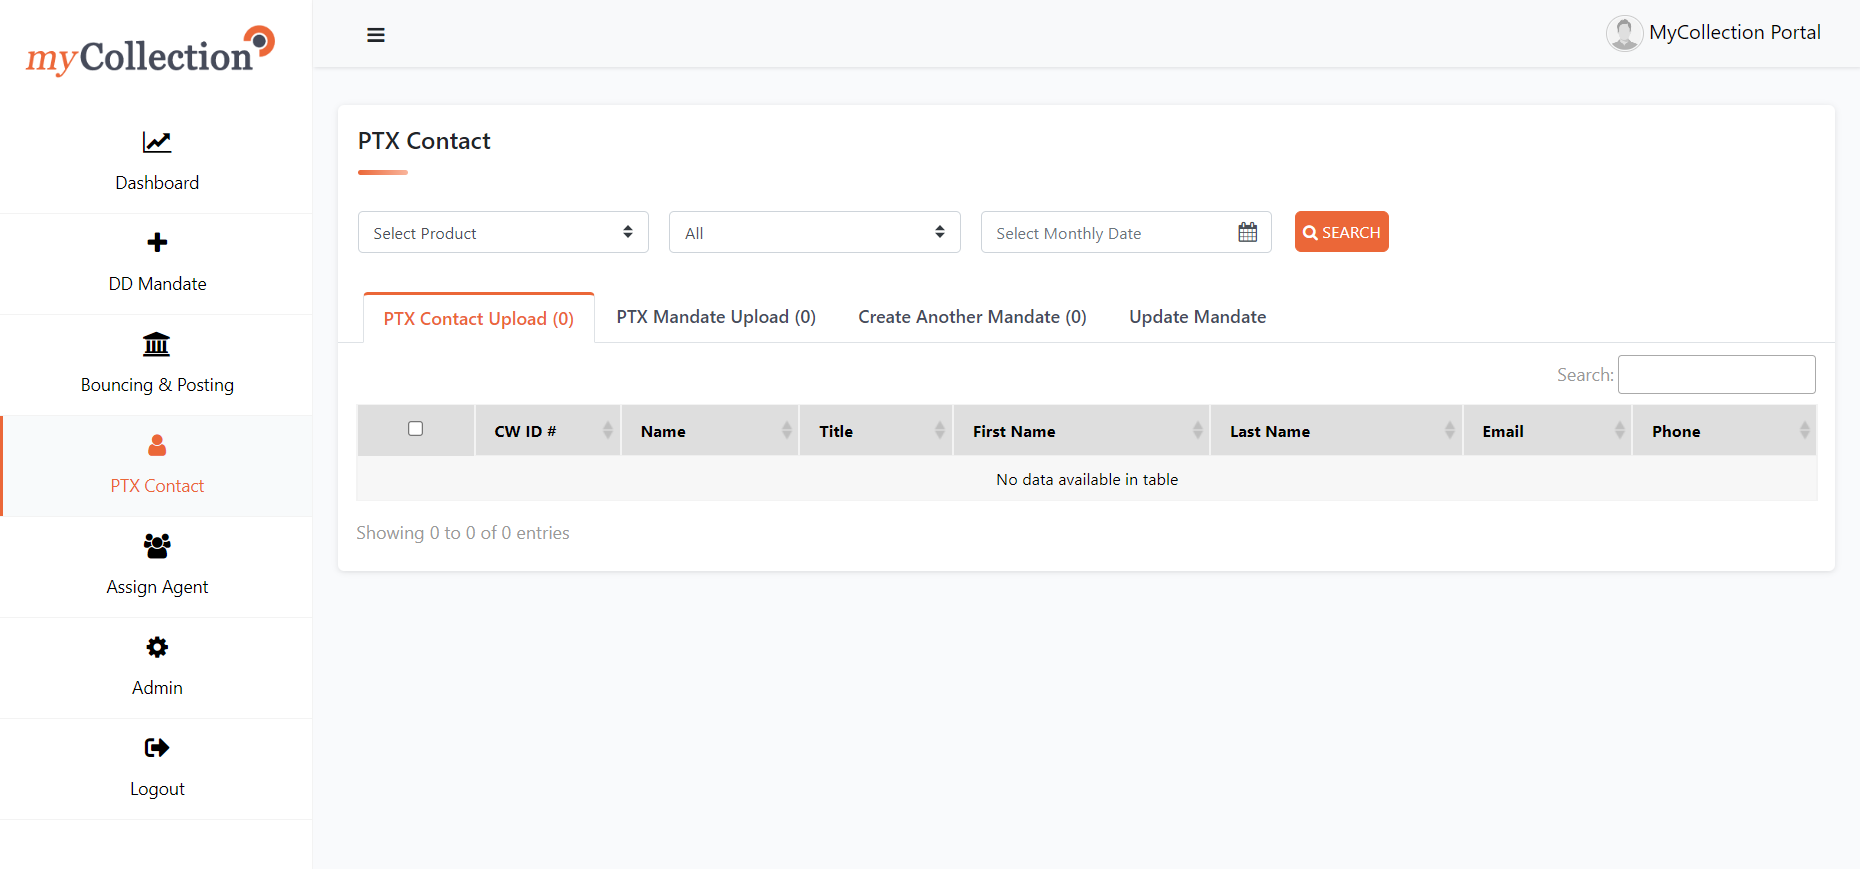 myCollection
MyCollection Portal
Dashboard
DD Mandate
Bouncing & Posting
PTX Contact
Assign Agent
Admin
Logout
PTX Contact
Select Product
All
Select Monthly Date
SEARCH
PTX Contact Upload (0)
PTX Mandate Upload (0)
Create Another Mandate (0)
Update Mandate
Search:
CW ID # Name Title First Name Last Name Email Phone
No data available in table
Showing 0 to 0 of 0 entries